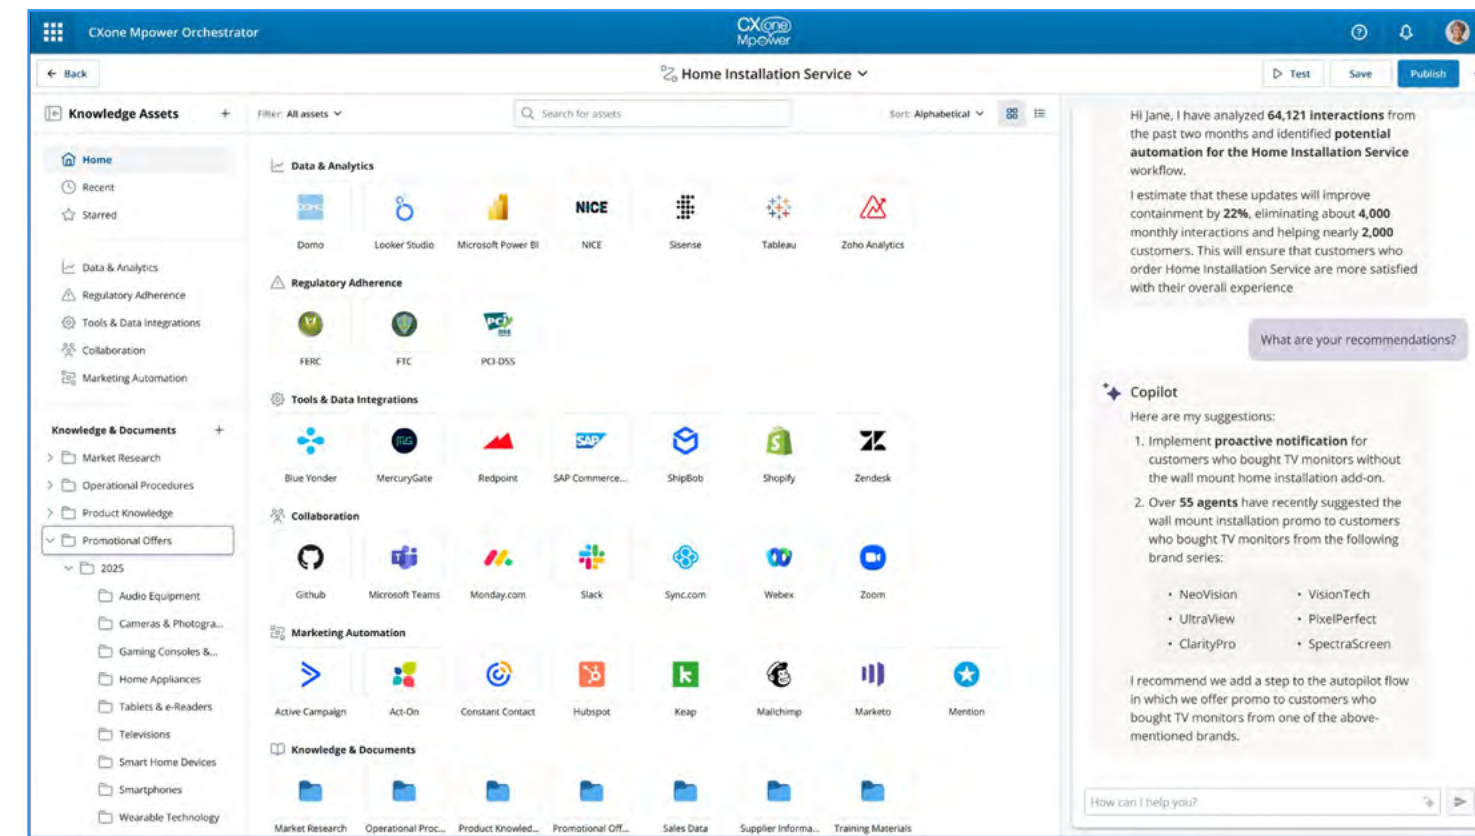 CXone Mpower Orchestrator
CXone
Mpower
← Back
Home Installation Service
Test
Save
Publish
Knowledge Assets +
Home
Recent
Starred
Data & Analytics
Regulatory Adherence
Tools & Data Integrations
Collaboration
Marketing Automation
Knowledge & Documents +
Market Research
Operational Procedures
Product Knowledge
Promotional Offers
2025
Audio Equipment
Cameras & Photogra...
Gaming Consoles &...
Home Appliances
Tablets & e-Readers
Televisions
Smart Home Devices
Smartphones
Wearable Technology
Filter: All assets
Search for assets
Sort: Alphabetical
Data & Analytics
DOMO
NICE
Domo Looker Studio Microsoft Power BI NICE Sisense Tableau Zoho Analytics
Regulatory Adherence
PCI
DSS
FERC FTC PCI-DSS
Tools & Data Integrations
MG
SAP
Blue Yonder MercuryGate Redpoint SAP Commerce... ShipBob Shopify Zendesk
Collaboration
Github Microsoft Teams Monday.com Slack Sync.com Webex Zoom
Marketing Automation
Active Campaign Act-On Constant Contact Hubspot Keap Mailchimp Marketo Mention
Knowledge & Documents
Market Research Operational Proc... Product Knowled... Promotional Off... Sales Data Supplier Informa... Training Materials
Hi Jane, I have analyzed 64,121 interactions from
the past two months and identified potential
automation for the Home Installation Service
workflow.
I estimate that these updates will improve
containment by 22%, eliminating about 4,000
monthly interactions and helping nearly 2,000
customers. This will ensure that customers who
order Home Installation Service are more satisfied
with their overall experience
What are your recommendations?
Copilot
Here are my suggestions:
1. Implement proactive notification for
customers who bought TV monitors without
the wall mount home installation add-on.
2. Over 55 agents have recently suggested the
wall mount installation promo to customers
who bought TV monitors from the following
brand series:
• NeoVision • VisionTech
• UltraView • PixelPerfect
• ClarityPro • SpectraScreen
I recommend we add a step to the autopilot flow
in which we offer promo to customers who
bought TV monitors from one of the above-
mentioned brands.
How can I help you?